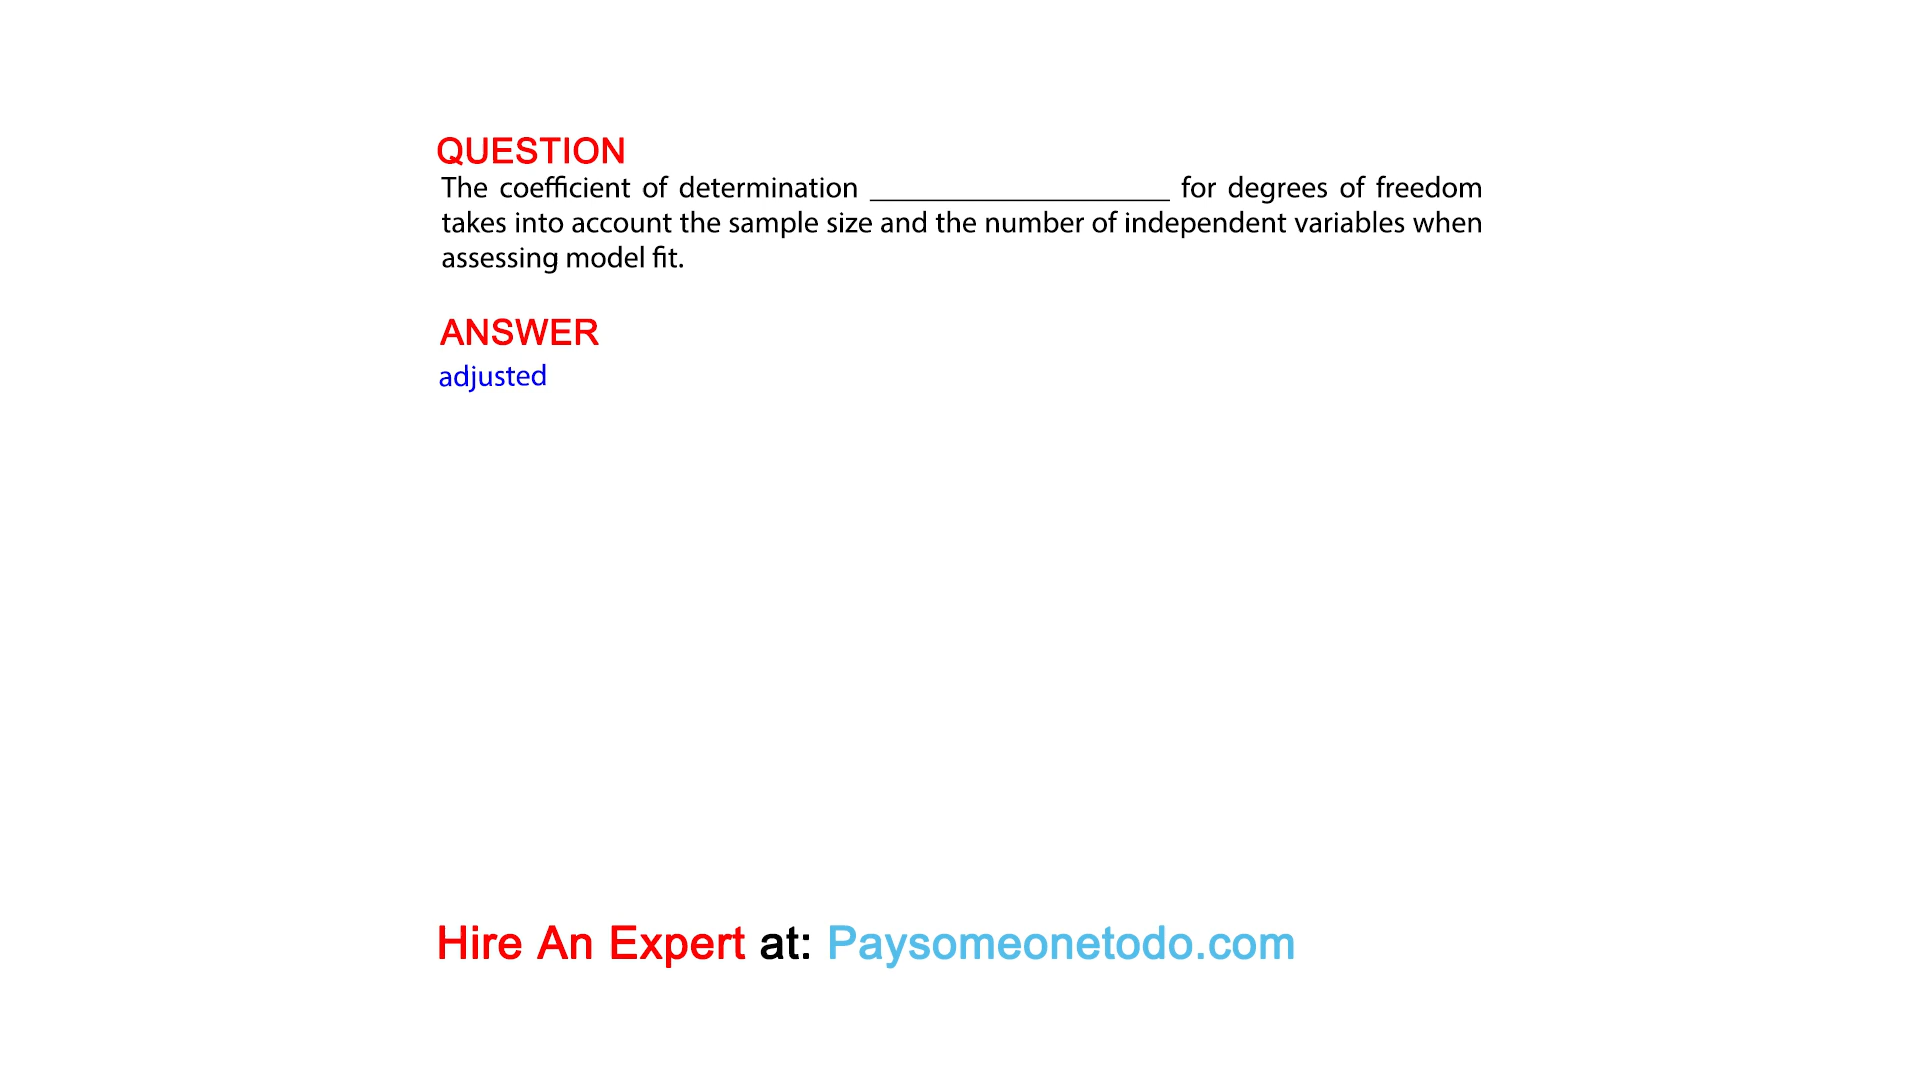 QUESTION
The coefficient of determination ____________________ for degrees of freedom
takes into account the sample size and the number of independent variables when
assessing model fit.
ANSWER
adjusted
Hire An Expert at: Paysomeonetodo.com